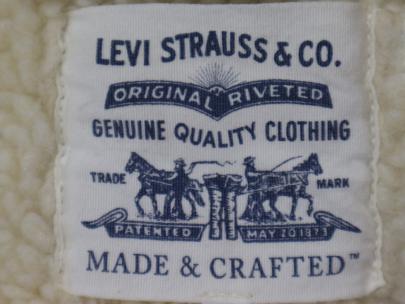 LEVI STRAUSS & CO.
ORIGINAL RIVETED
GENUINE QUALITY CLOTHING
TRADE MARK
PATENTED MAY 20 1873
MADE & CRAFTED™